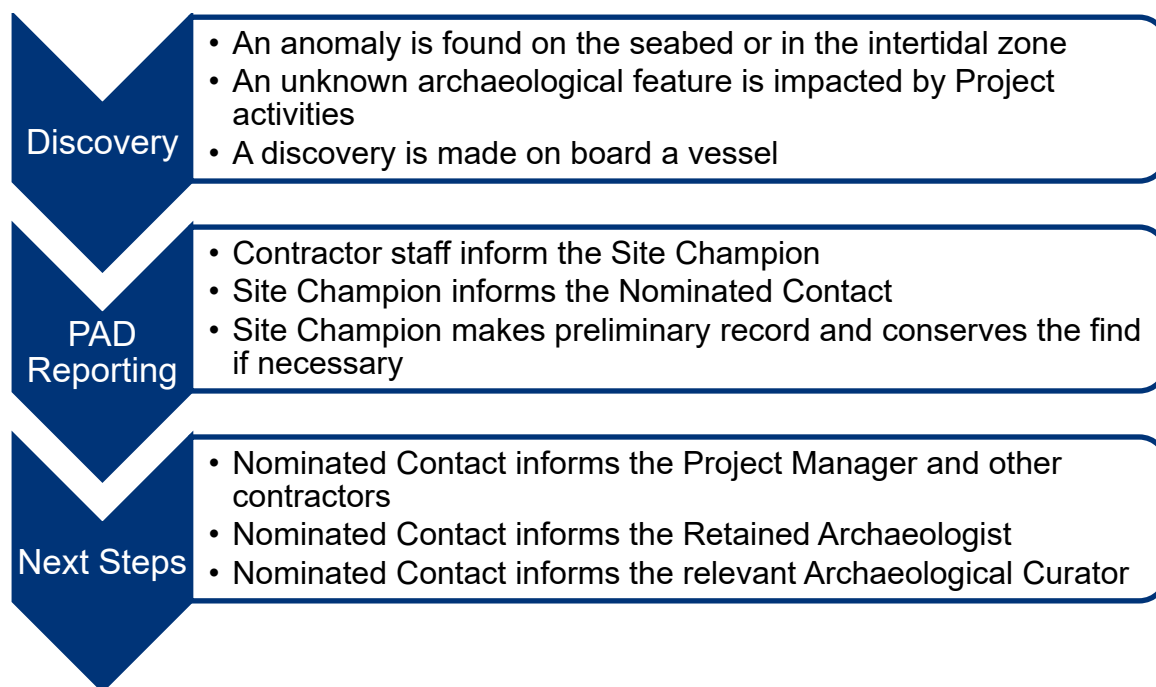 Discovery
• An anomaly is found on the seabed or in the intertidal zone
• An unknown archaeological feature is impacted by Project
activities
• A discovery is made on board a vessel
PAD
Reporting
• Contractor staff inform the Site Champion
• Site Champion informs the Nominated Contact
• Site Champion makes preliminary record and conserves the find
if necessary
Next Steps
• Nominated Contact informs the Project Manager and other
contractors
• Nominated Contact informs the Retained Archaeologist
• Nominated Contact informs the relevant Archaeological Curator